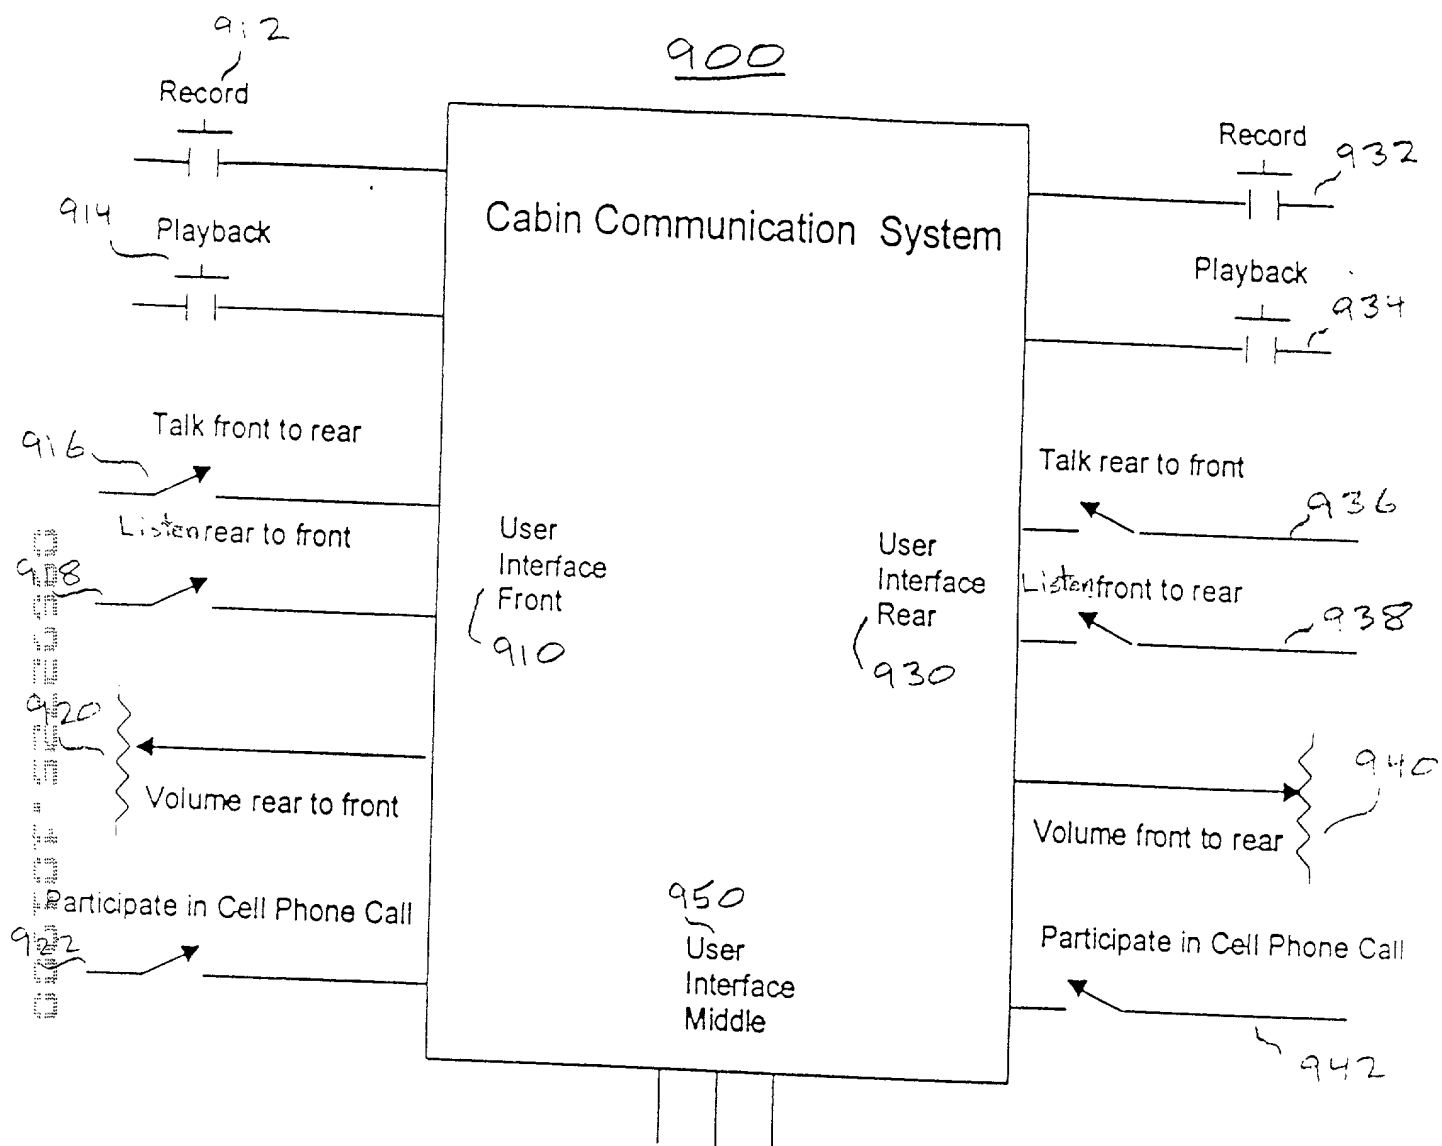 900
912
Record
914
Playback
916
Talk front to rear
Listen rear to front
918
920
Volume rear to front
Participate in Cell Phone Call
922
Cabin Communication System
User
Interface
Front
910
User
Interface
Rear
930
950
User
Interface
Middle
Record
932
Playback
934
Talk rear to front
936
Listen front to rear
938
940
Volume front to rear
Participate in Cell Phone Call
942